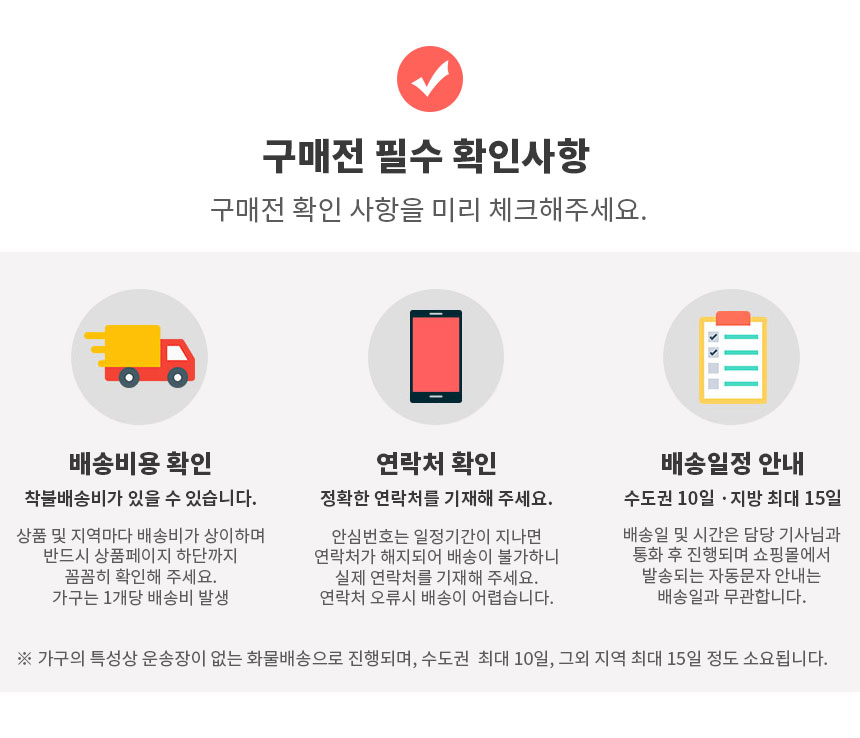 구매전 필수 확인사항
구매전 확인 사항을 미리 체크해주세요.
배송비용 확인
착불배송비가 있을 수 있습니다.
상품 및 지역마다 배송비가 상이하며
반드시 상품페이지 하단까지
꼼꼼히 확인해 주세요.
가구는 1개당 배송비 발생
연락처 확인
정확한 연락처를 기재해 주세요.
안심번호는 일정기간이 지나면
연락처가 해지되어 배송이 불가하니
실제 연락처를 기재해 주세요.
연락처 오류시 배송이 어렵습니다.
배송일정 안내
수도권 10일 · 지방 최대 15일
배송일 및 시간은 담당 기사님과
통화 후 진행되며 쇼핑몰에서
발송되는 자동문자 안내는
배송일과 무관합니다.
※ 가구의 특성상 운송장이 없는 화물배송으로 진행되며, 수도권 최대 10일, 그외 지역 최대 15일 정도 소요됩니다.